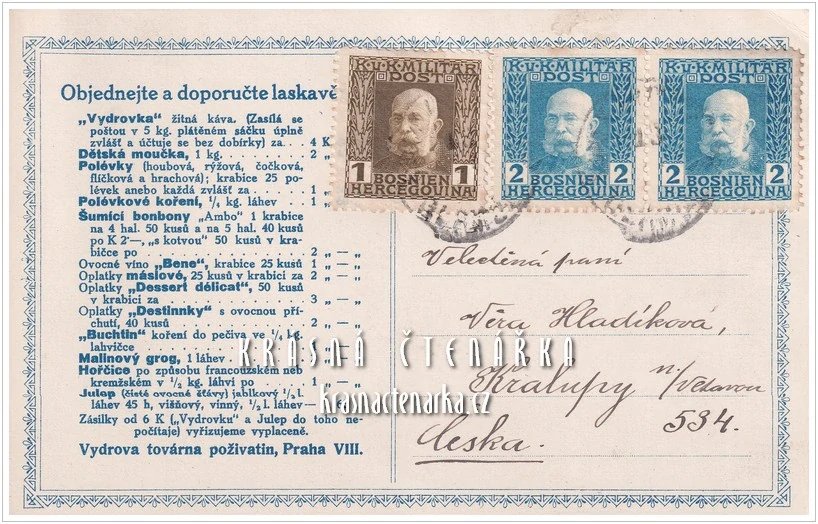 Objednejte a doporučte laskavě
„Vydrovka“ žitná káva. (Zasílá se
poštou v 5 kg. plátěném sáčku úplně
zvlášť a účtuje se bez dobírky) za. . 4 K
Dětská moučka, 1 kg. . . . . . . . . 2 „
Polévky (houbová, rýžová, čočková,
flíčková a hrachová); krabice 25 po-
lévek anebo každá zvlášť za . . . . . 1 „
Polévkové koření, ¹/₄ kg. láhev . . 1 „
Šumící bonbony „Ambo“ 1 krabice
na 4 hal. 50 kusů a na 5 hal. 40 kusů
po K 2·—, „s kotvou“ 50 kusů v kra-
bičce po . . . . . . . . . . . . . . 2 „ — „
Ovocné víno „Bene“, krabice 25 kusů 1 „ — „
Oplatky máslové, 25 kusů v krabici za 2 „ — „
Oplatky „Dessert délicat“, 50 kusů
v krabici za . . . . . . . . . . . . 3 „ — „
Oplatky „Destinnky“ s ovocnou pří-
chutí, 40 kusů . . . . . . . . . . . 2 „ — „
„Buchtin“ koření do pečiva ve ¹/₂ kg.
lahvičce
Malinový grog, 1 láhev
Hořčice po způsobu francouzském neb
kremžském v ¹/₂ kg. láhvi po . . . 1 „ — „
Julep (čisté ovocné šťávy) jablkový ¹/₂ l.
láhev 45 h, višňový, vinný, ¹/₂ l. láhev —
Zásilky od 6 K („Vydrovku“ a Julep do toho ne-
počítaje) vyřizujeme vyplaceně.
Vydrova továrna poživatin, Praha VIII.
K.U.K. MILITÄR
POST
1 1
BOSNIEN
HERCEGOVINA
K.U.K. MILITÄR
POST
2 2
BOSNIEN
HERCEGOVINA
K.U.K. MILITÄR
POST
2 2
BOSNIEN
HERCEGOVINA
Velectěná paní
Věra Hladíková,
Kralupy n/Vltavou
534.
Česka.
KRÁSNÁ ČTENÁŘKA
krasnactenarka.cz